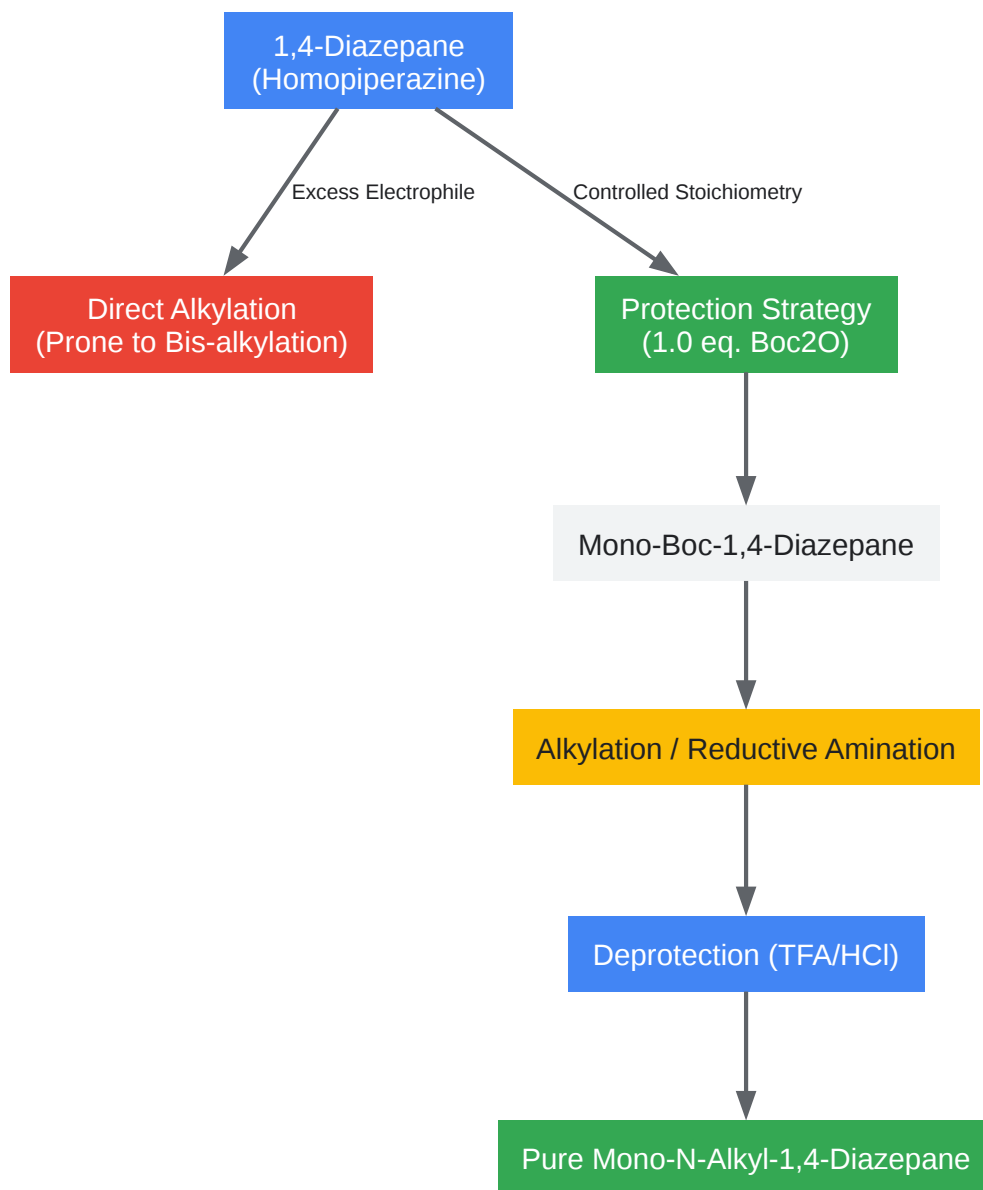 1,4-Diazepane
(Homopiperazine)
Excess Electrophile
Controlled Stoichiometry
Direct Alkylation
(Prone to Bis-alkylation)
Protection Strategy
(1.0 eq. Boc2O)
Mono-Boc-1,4-Diazepane
Alkylation / Reductive Amination
Deprotection (TFA/HCl)
Pure Mono-N-Alkyl-1,4-Diazepane